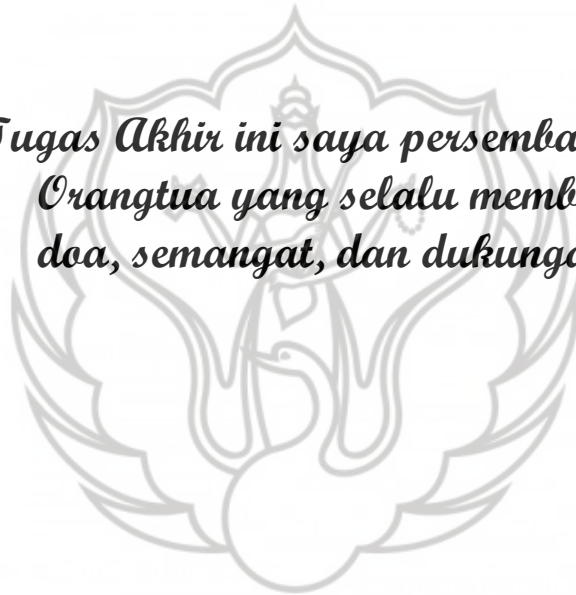 Tugas Akhir ini saya persemba
Orangtua yang selalu memb
doa, semangat, dan dukunga